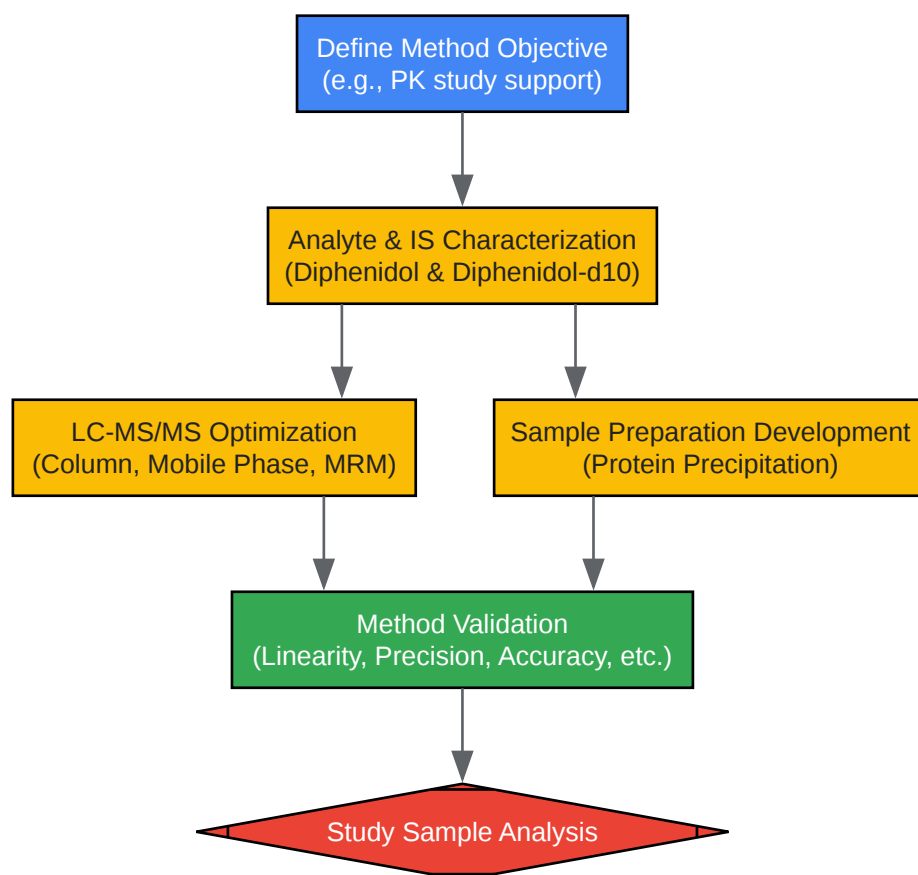 Define Method Objective
(e.g., PK study support)
Analyte & IS Characterization
(Diphenidol & Diphenidol-d10)
LC-MS/MS Optimization
(Column, Mobile Phase, MRM)
Sample Preparation Development
(Protein Precipitation)
Method Validation
(Linearity, Precision, Accuracy, etc.)
Study Sample Analysis